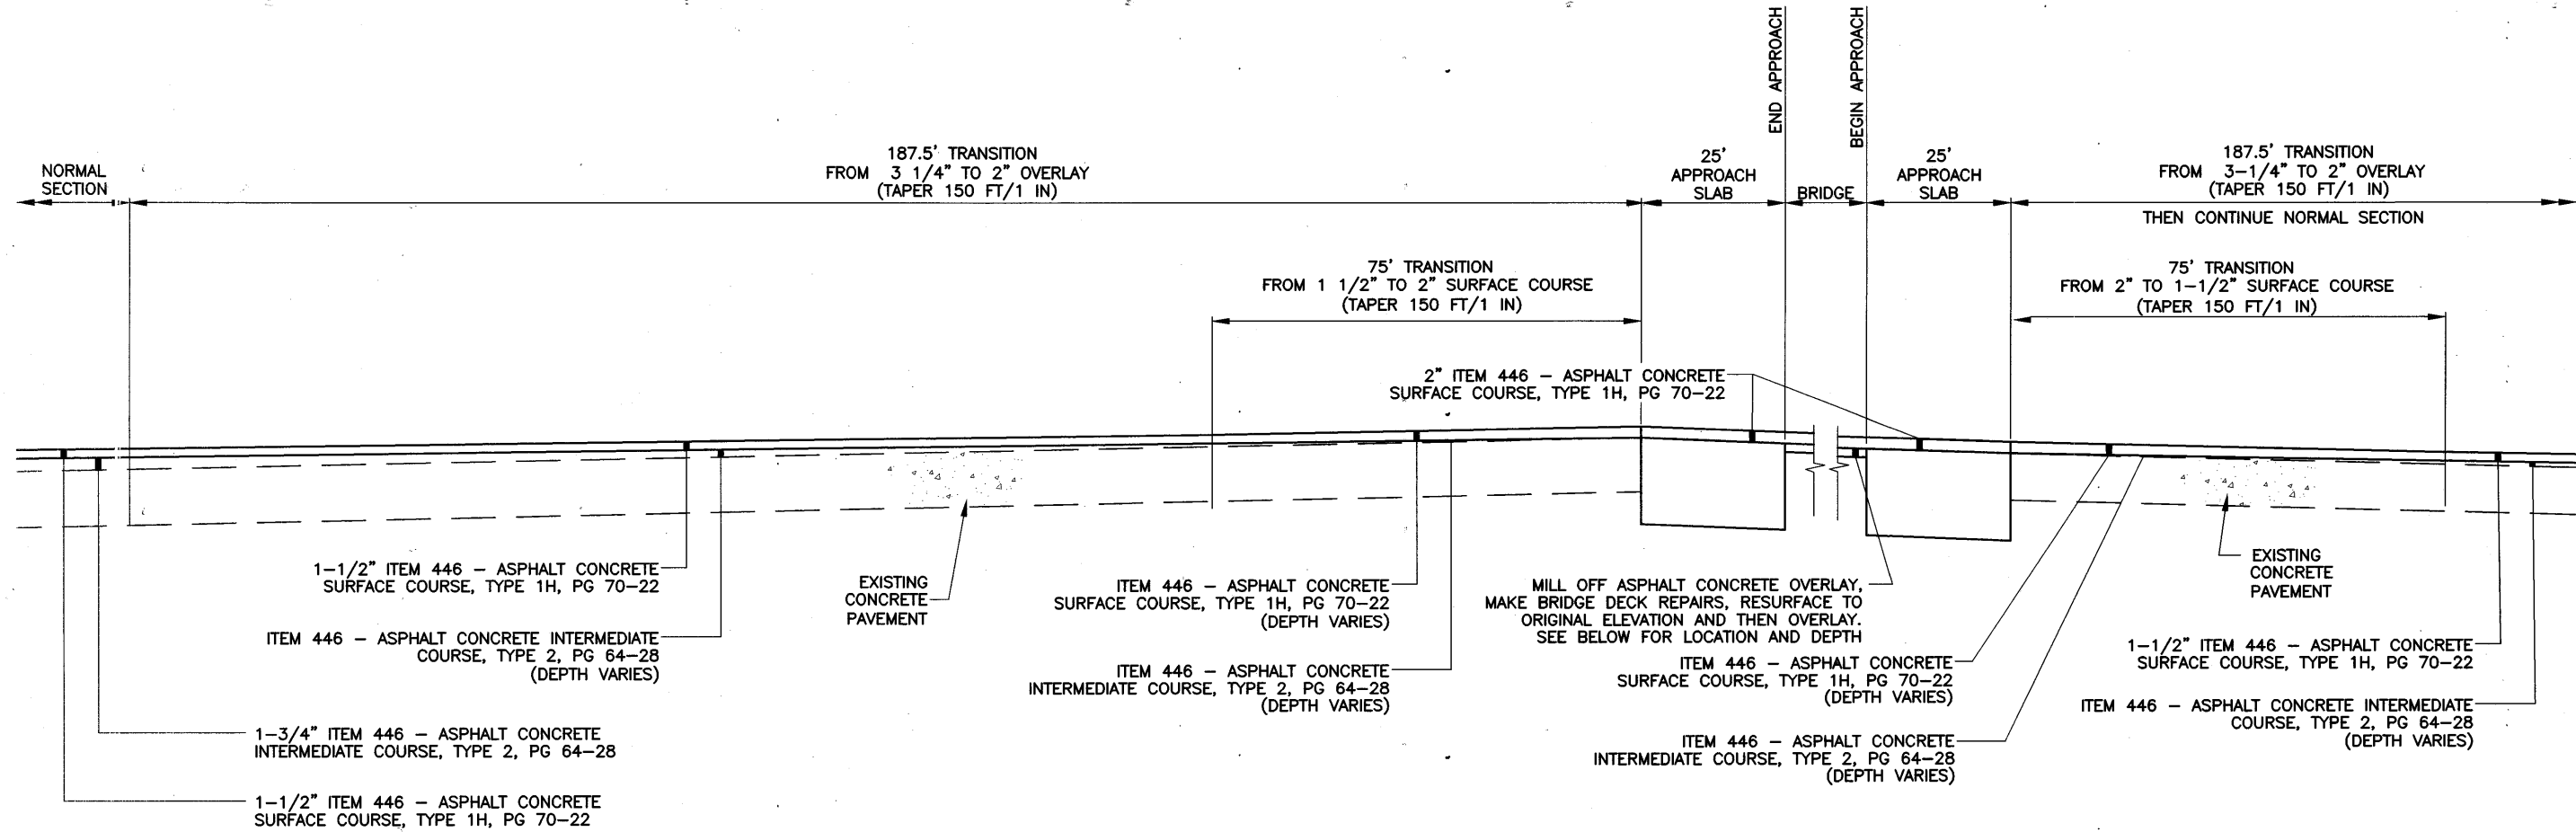 END APPROACH
BEGIN APPROACH
NORMAL
SECTION
187.5' TRANSITION
FROM 3 1/4" TO 2" OVERLAY
(TAPER 150 FT/1 IN)
25'
APPROACH
SLAB
BRIDGE
25'
APPROACH
SLAB
187.5' TRANSITION
FROM 3-1/4" TO 2" OVERLAY
(TAPER 150 FT/1 IN)
THEN CONTINUE NORMAL SECTION
75' TRANSITION
FROM 1 1/2" TO 2" SURFACE COURSE
(TAPER 150 FT/1 IN)
75' TRANSITION
FROM 2" TO 1-1/2" SURFACE COURSE
(TAPER 150 FT/1 IN)
2" ITEM 446 - ASPHALT CONCRETE
SURFACE COURSE, TYPE 1H, PG 70-22
1-1/2" ITEM 446 - ASPHALT CONCRETE
SURFACE COURSE, TYPE 1H, PG 70-22
ITEM 446 - ASPHALT CONCRETE INTERMEDIATE
COURSE, TYPE 2, PG 64-28
(DEPTH VARIES)
1-3/4" ITEM 446 - ASPHALT CONCRETE
INTERMEDIATE COURSE, TYPE 2, PG 64-28
1-1/2" ITEM 446 - ASPHALT CONCRETE
SURFACE COURSE, TYPE 1H, PG 70-22
EXISTING
CONCRETE
PAVEMENT
ITEM 446 - ASPHALT CONCRETE
SURFACE COURSE, TYPE 1H, PG 70-22
(DEPTH VARIES)
ITEM 446 - ASPHALT CONCRETE
INTERMEDIATE COURSE, TYPE 2, PG 64-28
(DEPTH VARIES)
MILL OFF ASPHALT CONCRETE OVERLAY,
MAKE BRIDGE DECK REPAIRS, RESURFACE TO
ORIGINAL ELEVATION AND THEN OVERLAY.
SEE BELOW FOR LOCATION AND DEPTH
ITEM 446 - ASPHALT CONCRETE
SURFACE COURSE, TYPE 1H, PG 70-22
(DEPTH VARIES)
ITEM 446 - ASPHALT CONCRETE
INTERMEDIATE COURSE, TYPE 2, PG 64-28
(DEPTH VARIES)
EXISTING
CONCRETE
PAVEMENT
1-1/2" ITEM 446 - ASPHALT CONCRETE
SURFACE COURSE, TYPE 1H, PG 70-22
ITEM 446 - ASPHALT CONCRETE INTERMEDIATE
COURSE, TYPE 2, PG 64-28
(DEPTH VARIES)